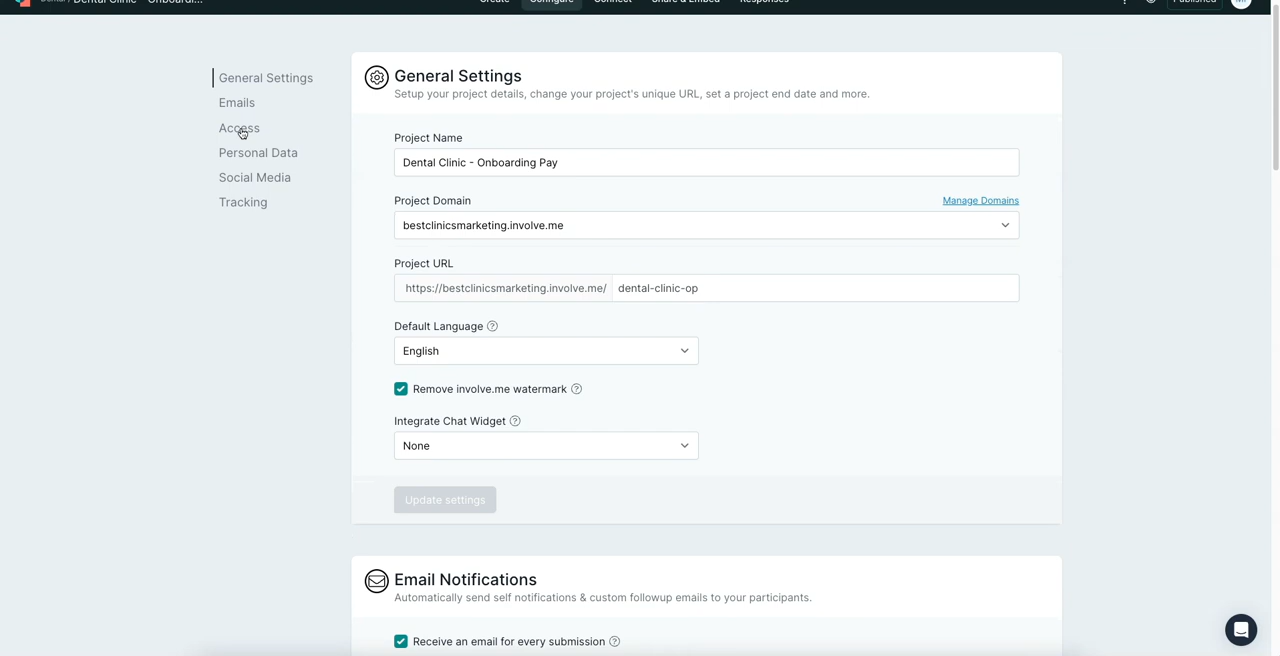 Dental / Dental Clinic - Onboardi...
Create
Configure
Connect
Share & Embed
Responses
Published
General Settings
Emails
Access
Personal Data
Social Media
Tracking
General Settings
Setup your project details, change your project's unique URL, set a project end date and more.
Project Name
Dental Clinic - Onboarding Pay
Project Domain
Manage Domains
bestclinicsmarketing.involve.me
Project URL
https://bestclinicsmarketing.involve.me/ dental-clinic-op
Default Language
English
Remove involve.me watermark
Integrate Chat Widget
None
Update settings
Email Notifications
Automatically send self notifications & custom followup emails to your participants.
Receive an email for every submission